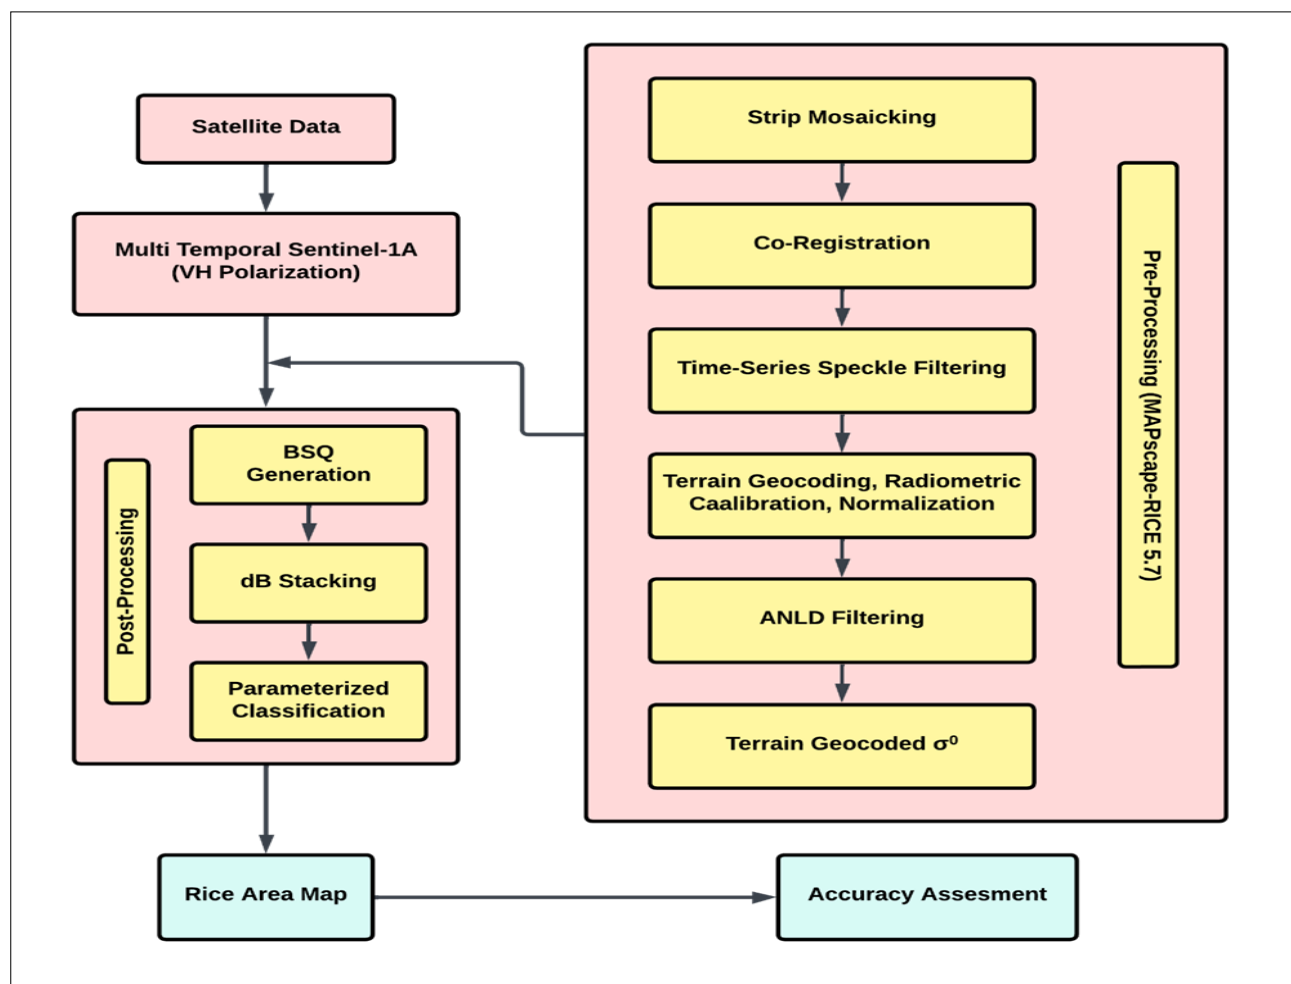 Satellite Data
Multi Temporal Sentinel-1A
(VH Polarization)
Post-Processing
BSQ
Generation
dB Stacking
Parameterized
Classification
Strip Mosaicking
Co-Registration
Time-Series Speckle Filtering
Terrain Geocoding, Radiometric
Caalibration, Normalization
ANLD Filtering
Terrain Geocoded σ⁰
Pre-Processing (MAPscape-RICE 5.7)
Rice Area Map
Accuracy Assesment